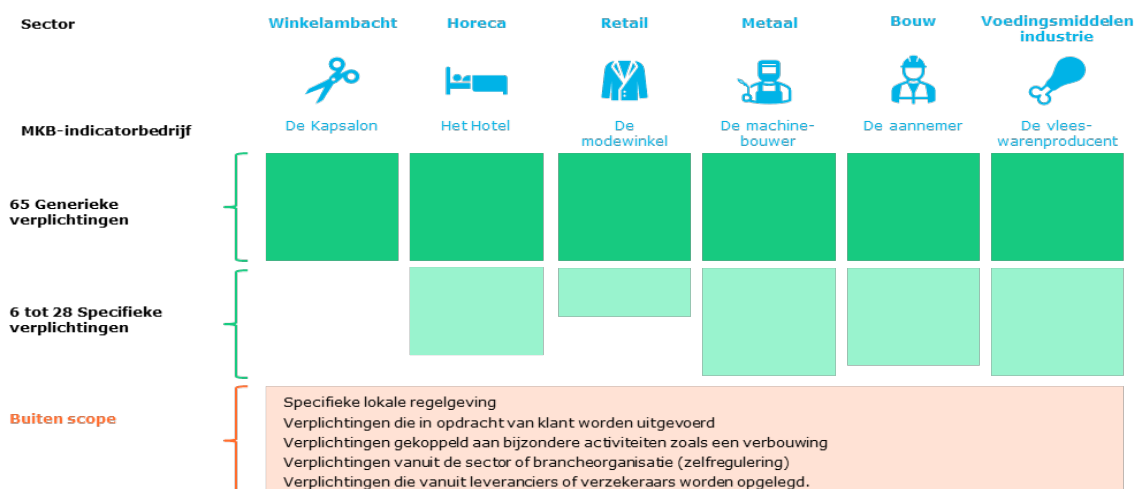 Sector
Winkelambacht
Horeca
Retail
Metaal
Bouw
Voedingsmiddelen
industrie
MKB-indicatorbedrijf
De Kapsalon
Het Hotel
De
modewinkel
De machine-
bouwer
De aannemer
De vlees-
warenproducent
65 Generieke
verplichtingen
6 tot 28 Specifieke
verplichtingen
Buiten scope
Specifieke lokale regelgeving
Verplichtingen die in opdracht van klant worden uitgevoerd
Verplichtingen gekoppeld aan bijzondere activiteiten zoals een verbouwing
Verplichtingen vanuit de sector of brancheorganisatie (zelfregulering)
Verplichtingen die vanuit leveranciers of verzekeraars worden opgelegd.